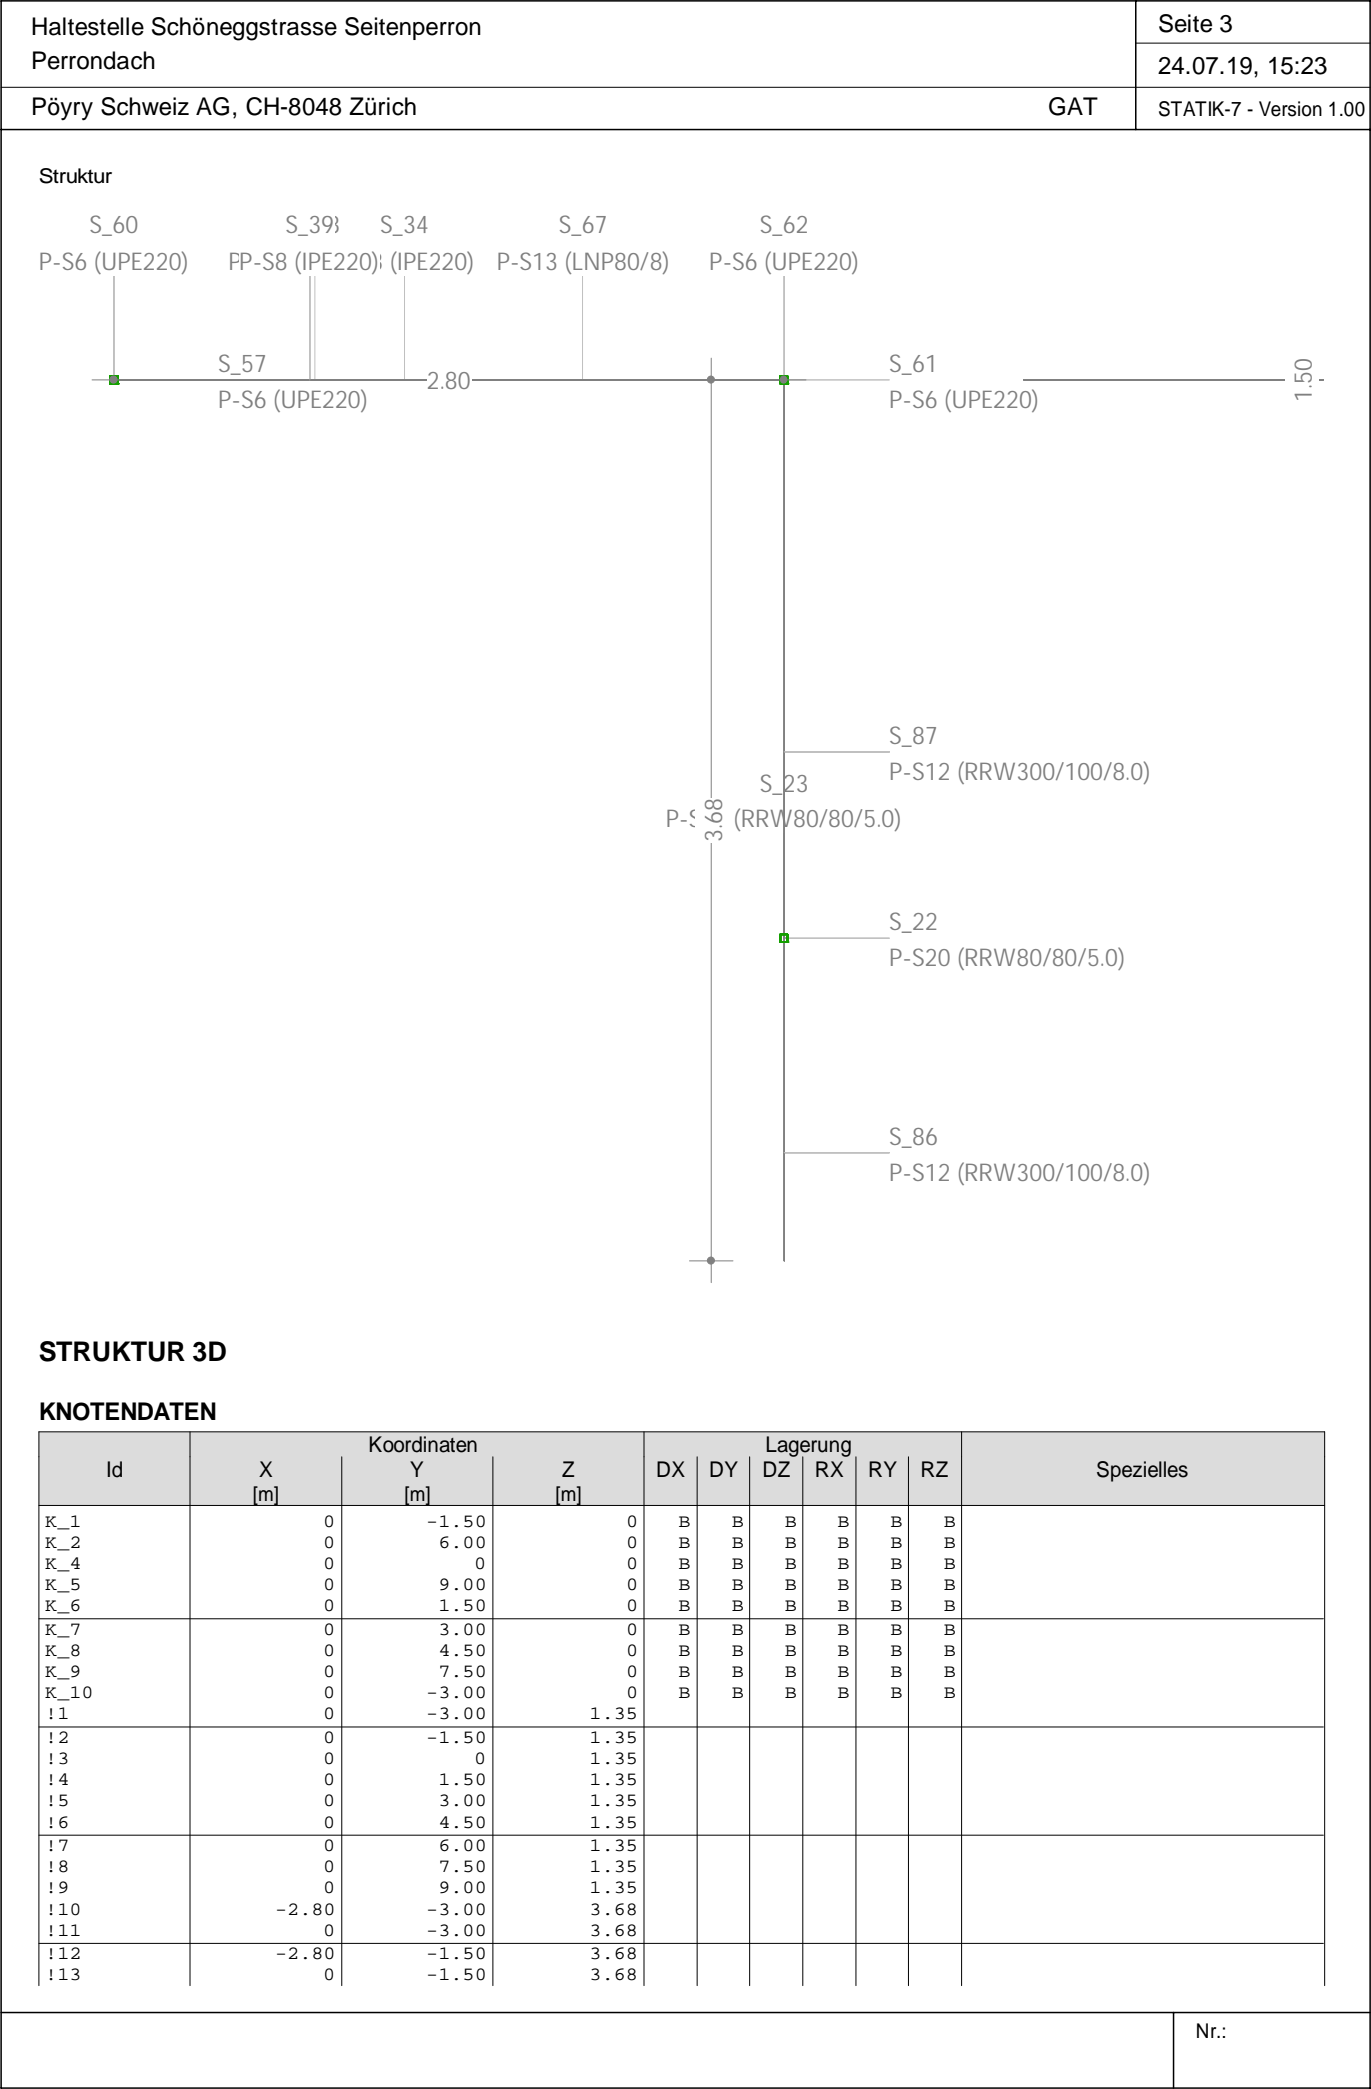 Haltestelle Schöneggstrasse Seitenperron
Perrondach
Seite 3
24.07.19, 15:23
Pöyry Schweiz AG, CH-8048 Zürich GAT STATIK-7 - Version 1.00
Struktur
S_60 S_39 S_34 S_67 S_62
P-S6 (UPE220) P-S8 (IPE220) (IPE220) P-S13 (LNP80/8) P-S6 (UPE220)
S_57 2.80 S_61 1.50
P-S6 (UPE220) P-S6 (UPE220)
S_87
P-S12 (RRW300/100/8.0)
S_23
3.68 (RRW80/80/5.0)
S_22
P-S20 (RRW80/80/5.0)
S_86
P-S12 (RRW300/100/8.0)
STRUKTUR 3D
KNOTENDATEN
Koordinaten Lagerung
Id X Y Z DX DY DZ RX RY RZ Spezielles
[m] [m] [m]
K_1 0 -1.50 0 B B B B B B
K_2 0 6.00 0 B B B B B B
K_4 0 0 0 B B B B B B
K_5 0 9.00 0 B B B B B B
K_6 0 1.50 0 B B B B B B
K_7 0 3.00 0 B B B B B B
K_8 0 4.50 0 B B B B B B
K_9 0 7.50 0 B B B B B B
K_10 0 -3.00 0 B B B B B B
!1 0 -3.00 1.35
!2 0 -1.50 1.35
!3 0 0 1.35
!4 0 1.50 1.35
!5 0 3.00 1.35
!6 0 4.50 1.35
!7 0 6.00 1.35
!8 0 7.50 1.35
!9 0 9.00 1.35
!10 -2.80 -3.00 3.68
!11 0 -3.00 3.68
!12 -2.80 -1.50 3.68
!13 0 -1.50 3.68
Nr.: